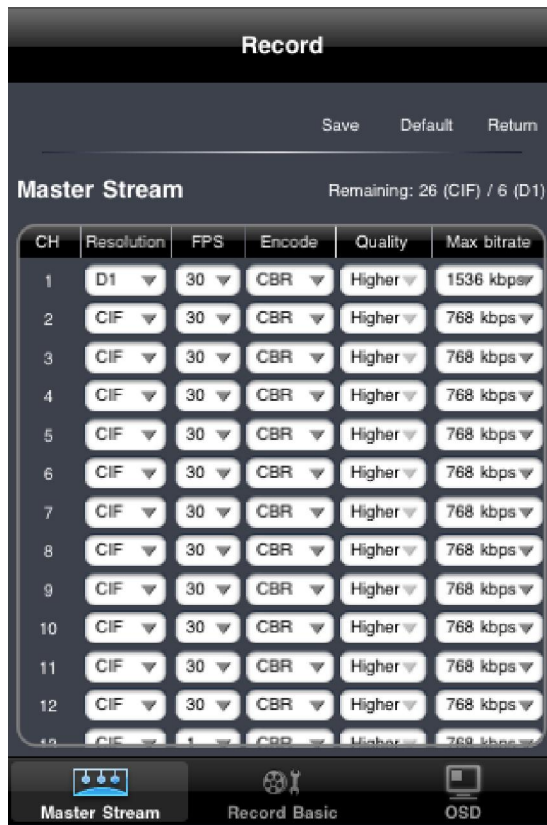 Record
Save Default Return
Master Stream Remaining: 26 (CIF) / 6 (D1)
CH Resolution FPS Encode Quality Max bitrate
1 D1 30 CBR Higher 1536 kbps
2 CIF 30 CBR Higher 768 kbps
3 CIF 30 CBR Higher 768 kbps
4 CIF 30 CBR Higher 768 kbps
5 CIF 30 CBR Higher 768 kbps
6 CIF 30 CBR Higher 768 kbps
7 CIF 30 CBR Higher 768 kbps
8 CIF 30 CBR Higher 768 kbps
9 CIF 30 CBR Higher 768 kbps
10 CIF 30 CBR Higher 768 kbps
11 CIF 30 CBR Higher 768 kbps
12 CIF 30 CBR Higher 768 kbps
Master Stream Record Basic OSD